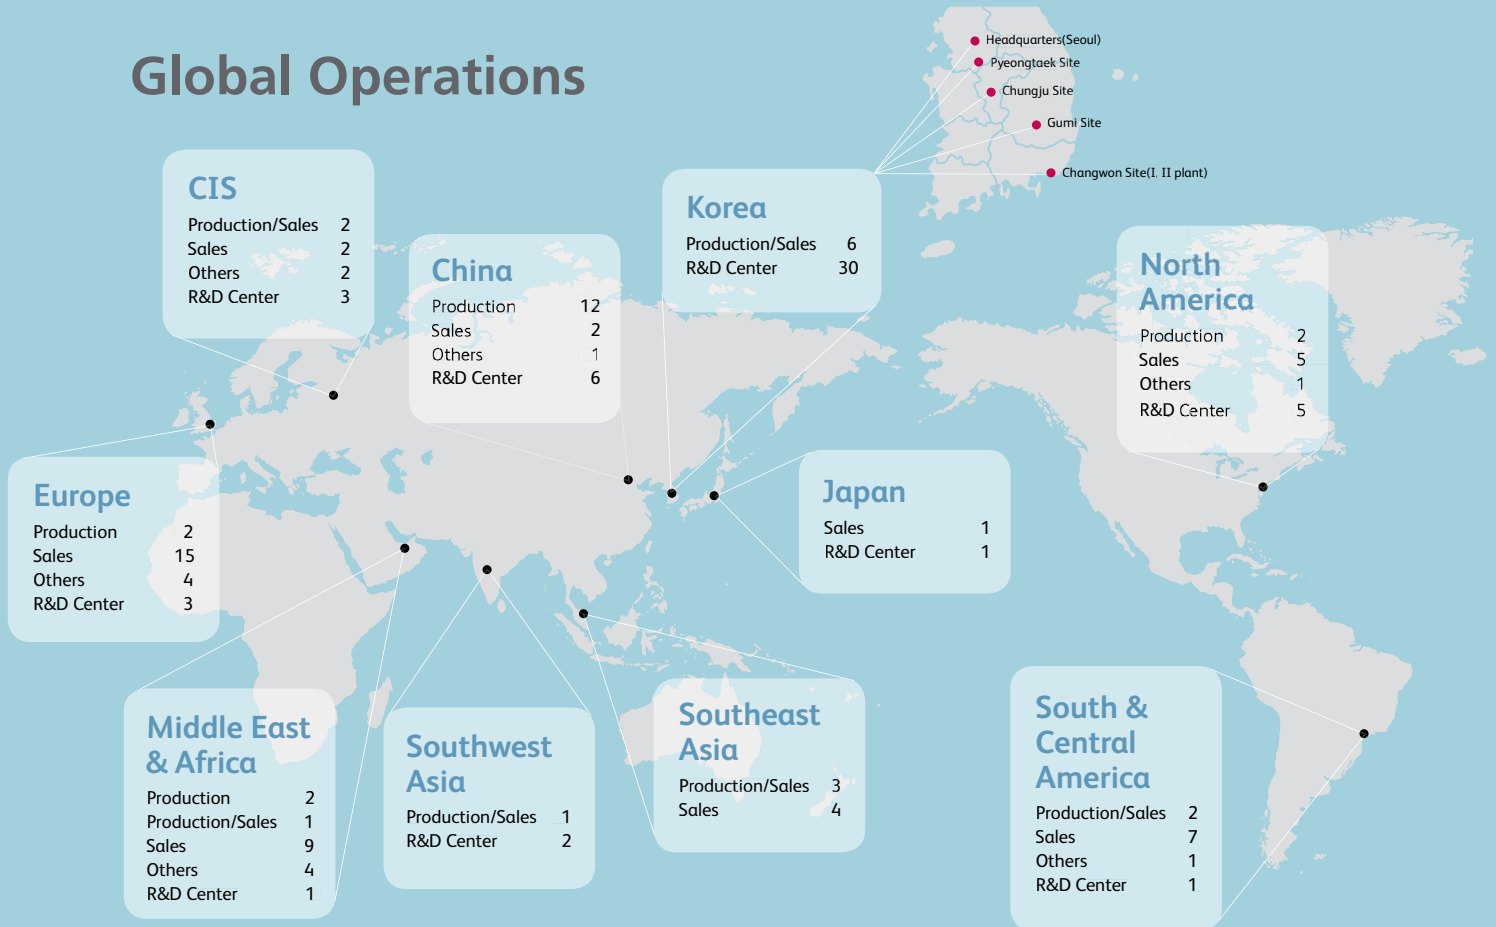 Global Operations
Headquarters(Seoul)
Pyeongtaek Site
Chungju Site
Gumi Site
Changwon Site(I. II plant)
CIS
Production/Sales 2
Sales 2
Others 2
R&D Center 3
China
Production 12
Sales 2
Others 1
R&D Center 6
Korea
Production/Sales 6
R&D Center 30
North
America
Production 2
Sales 5
Others 1
R&D Center 5
Europe
Production 2
Sales 15
Others 4
R&D Center 3
Japan
Sales 1
R&D Center 1
Middle East
& Africa
Production 2
Production/Sales 1
Sales 9
Others 4
R&D Center 1
Southwest
Asia
Production/Sales 1
R&D Center 2
Southeast
Asia
Production/Sales 3
Sales 4
South &
Central
America
Production/Sales 2
Sales 7
Others 1
R&D Center 1